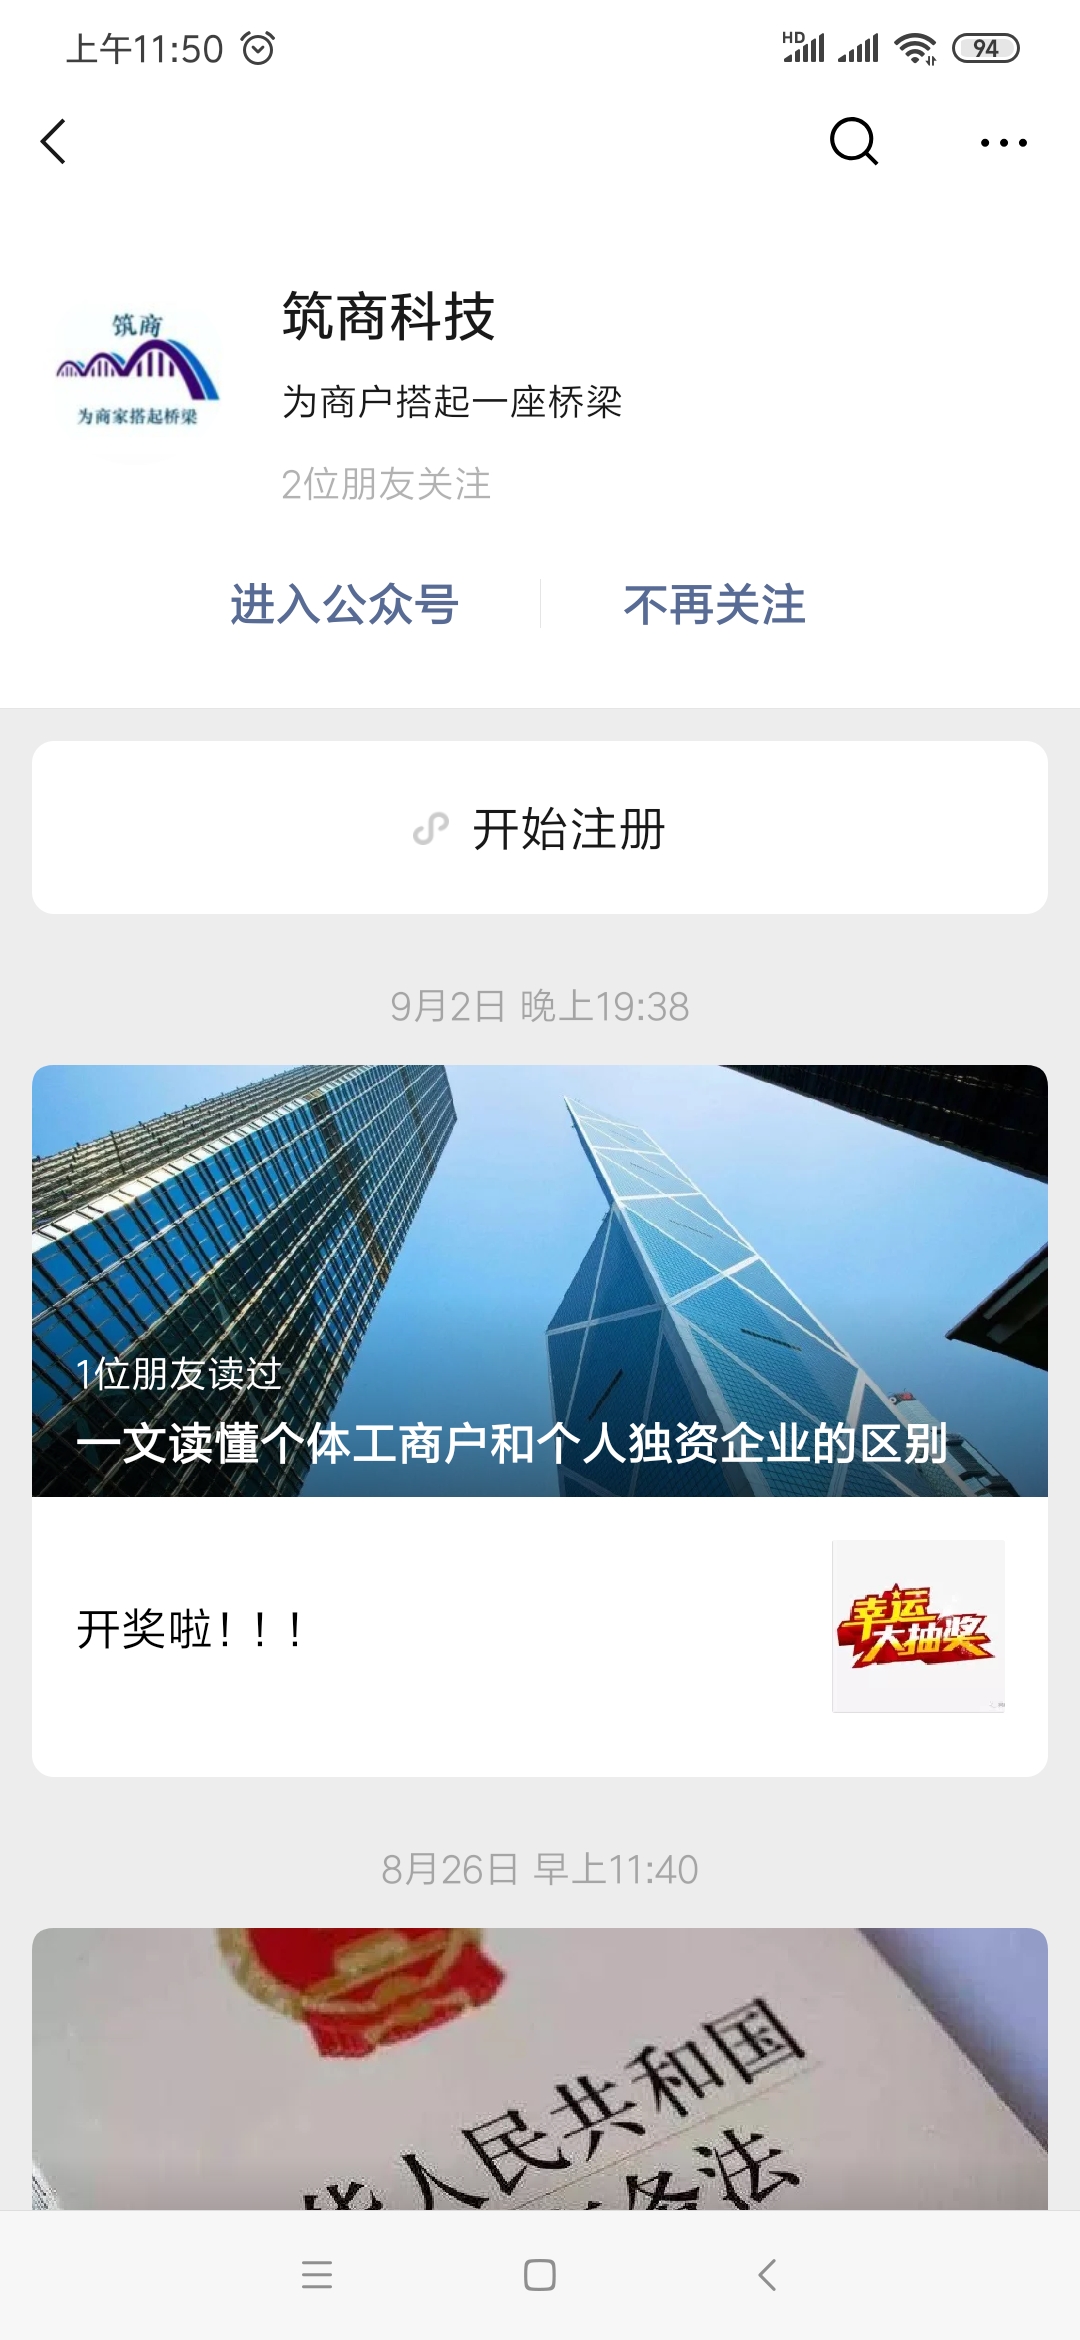 上午11:50
HD
94
筑商
为商家搭起桥梁
筑商科技
为商户搭起一座桥梁
2位朋友关注
进入公众号
不再关注
开始注册
9月2日 晚上19:38
1位朋友读过
一文读懂个体工商户和个人独资企业的区别
开奖啦！！！
幸运
大抽奖
8月26日 早上11:40
人民共和国
法